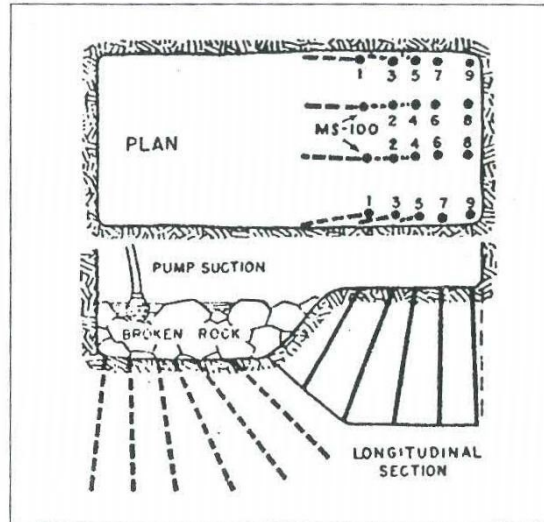 1 3 5 7 9
2 4 6 8
MS-100
PLAN
2 4 6 8
1 3 5 7 9
PUMP SUCTION
BROKEN ROCK
LONGITUDINAL
SECTION